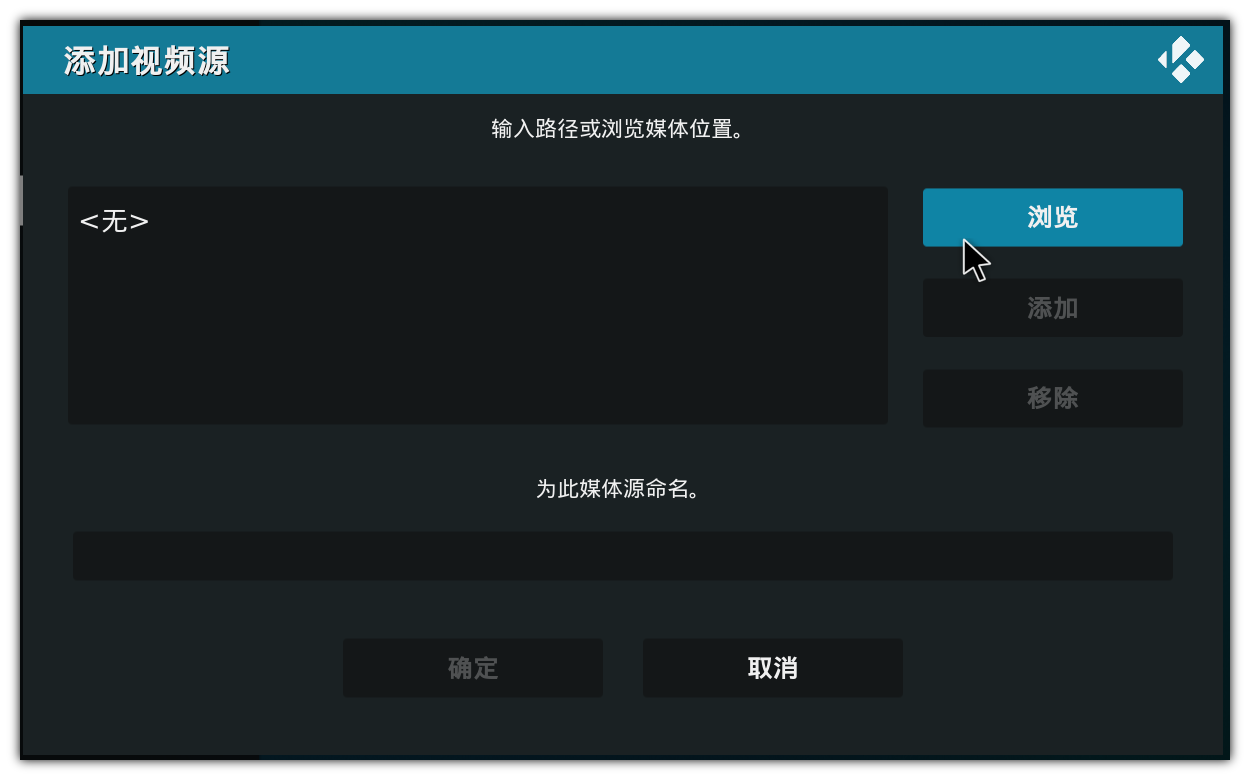 添加视频源
输入路径或浏览媒体位置。
<无>
浏览
添加
移除
为此媒体源命名。
确定
取消